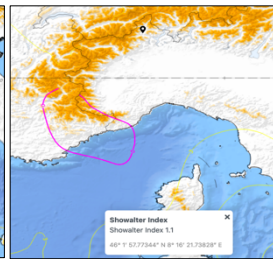 Showalter Index
Showalter Index 1.1
46° 1' 57.77344" N 8° 16' 21.73828" E